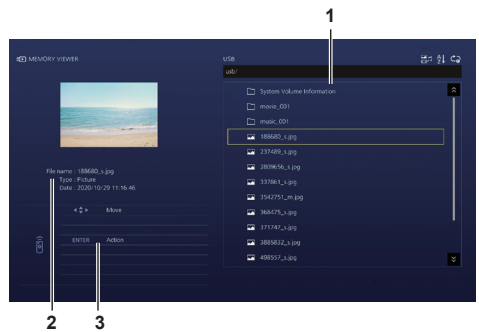 1
MEMORY VIEWER
USB
usb/
System Volume Information
movie_001
music_001
188680_s.jpg
237489_s.jpg
2809656_s.jpg
337861_s.jpg
3542751_m.jpg
368475_s.jpg
371747_s.jpg
3885832_s.jpg
498557_s.jpg
File name : 188680_s.jpg
Type : Picture
Date : 2020/10/29 11:16:46
Move
ENTER Action
2 3